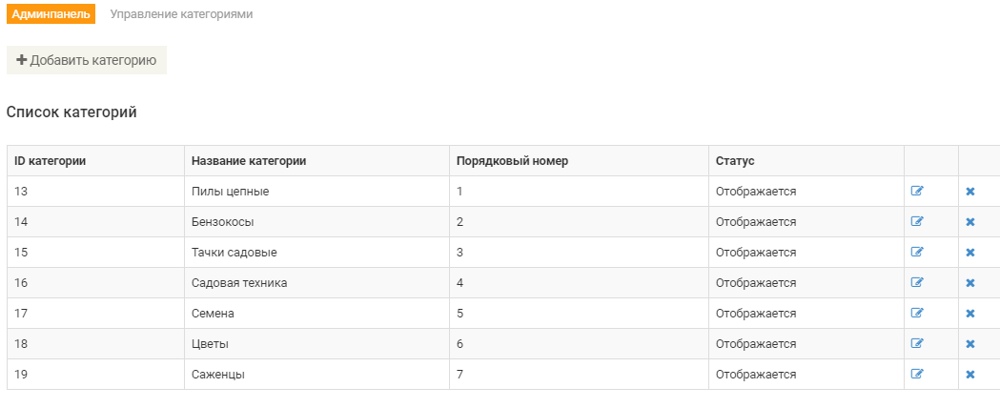 Админпанель Управление категориями
Добавить категорию
Список категорий
ID категории Название категории Порядковый номер Статус
13 Пилы цепные 1 Отображается
14 Бензокосы 2 Отображается
15 Тачки садовые 3 Отображается
16 Садовая техника 4 Отображается
17 Семена 5 Отображается
18 Цветы 6 Отображается
19 Саженцы 7 Отображается